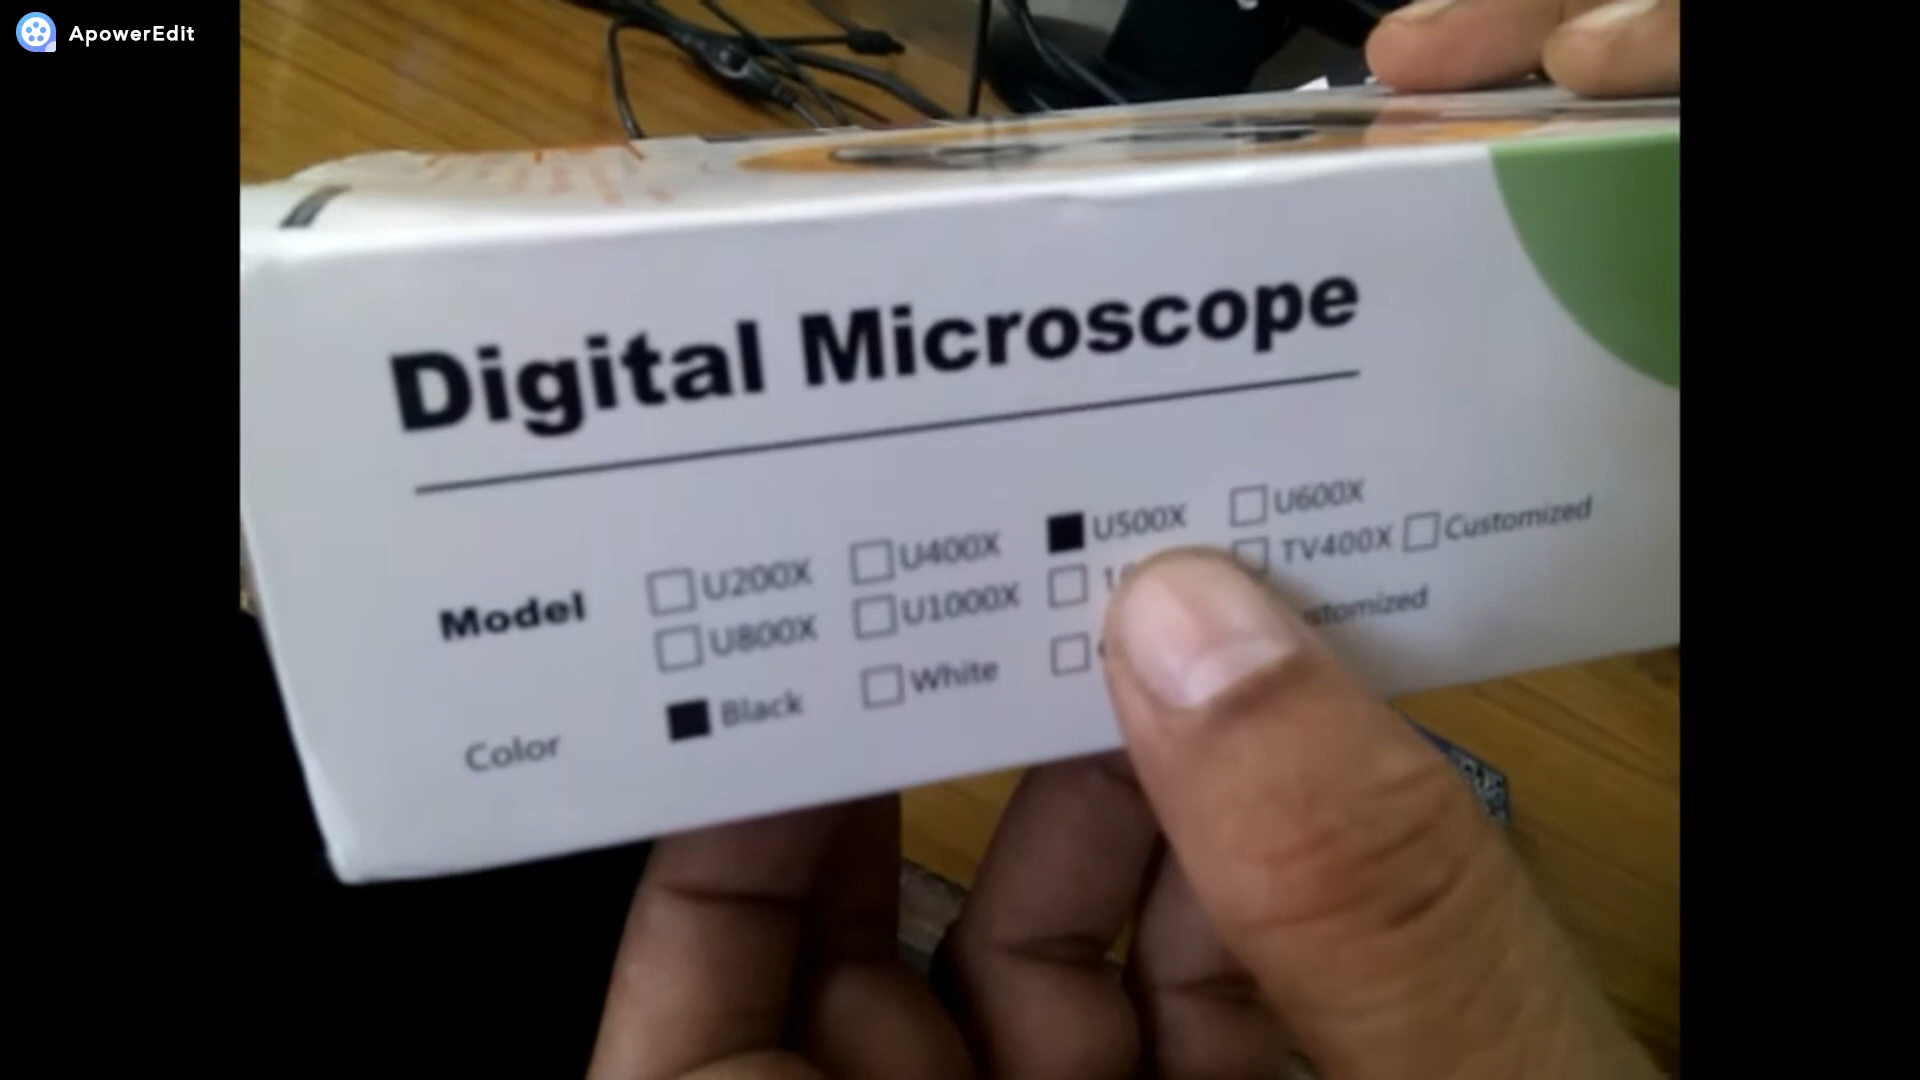 ApowerEdit
Digital Microscope
Model
U200X U400X U500X U600X
U800X U1000X TV400X Customized
Color
Black White